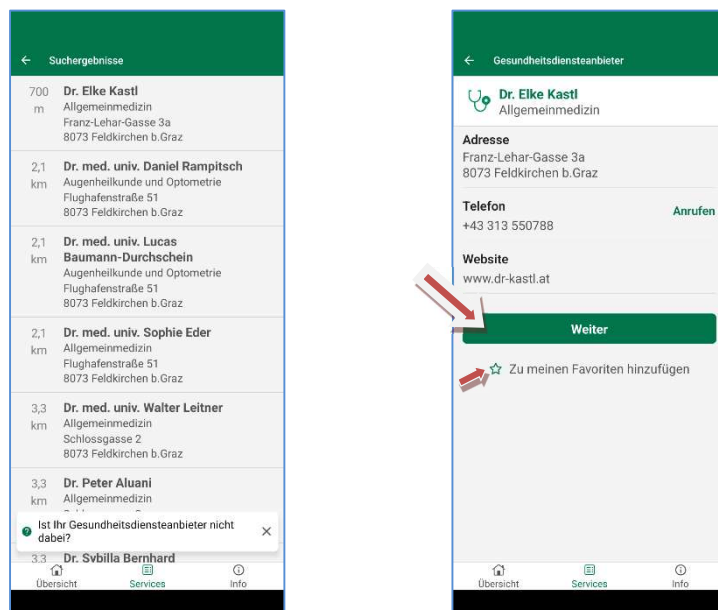 Suchergebnisse
700 m
Dr. Elke Kastl
Allgemeinmedizin
Franz-Lehar-Gasse 3a
8073 Feldkirchen b.Graz
2,1 km
Dr. med. univ. Daniel Rampitsch
Augenheilkunde und Optometrie
Flughafenstraße 51
8073 Feldkirchen b.Graz
2,1 km
Dr. med. univ. Lucas
Baumann-Durchschein
Augenheilkunde und Optometrie
Flughafenstraße 51
8073 Feldkirchen b.Graz
2,1 km
Dr. med. univ. Sophie Eder
Allgemeinmedizin
Flughafenstraße 51
8073 Feldkirchen b.Graz
3,3 km
Dr. med. univ. Walter Leitner
Allgemeinmedizin
Schlossgasse 2
8073 Feldkirchen b.Graz
3,3 km
Dr. Peter Aluani
Allgemeinmedizin
Ist Ihr Gesundheitsdiensteanbieter nicht
dabei?
3,3
Dr. Sybilla Bernhard
Übersicht
Services
Info
Gesundheitsdiensteanbieter
Dr. Elke Kastl
Allgemeinmedizin
Adresse
Franz-Lehar-Gasse 3a
8073 Feldkirchen b.Graz
Telefon
+43 313 550788
Anrufen
Website
www.dr-kastl.at
Weiter
Zu meinen Favoriten hinzufügen
Übersicht
Services
Info